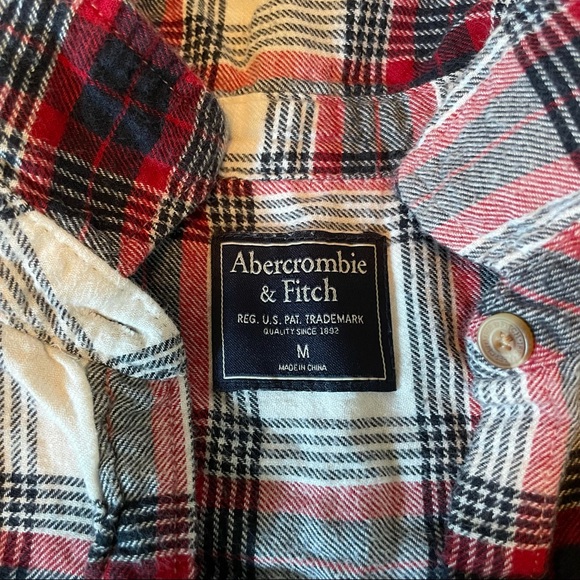 Abercrombie
& Fitch
REG. U.S. PAT. TRADEMARK
QUALITY SINCE 1892
M
MADE IN CHINA